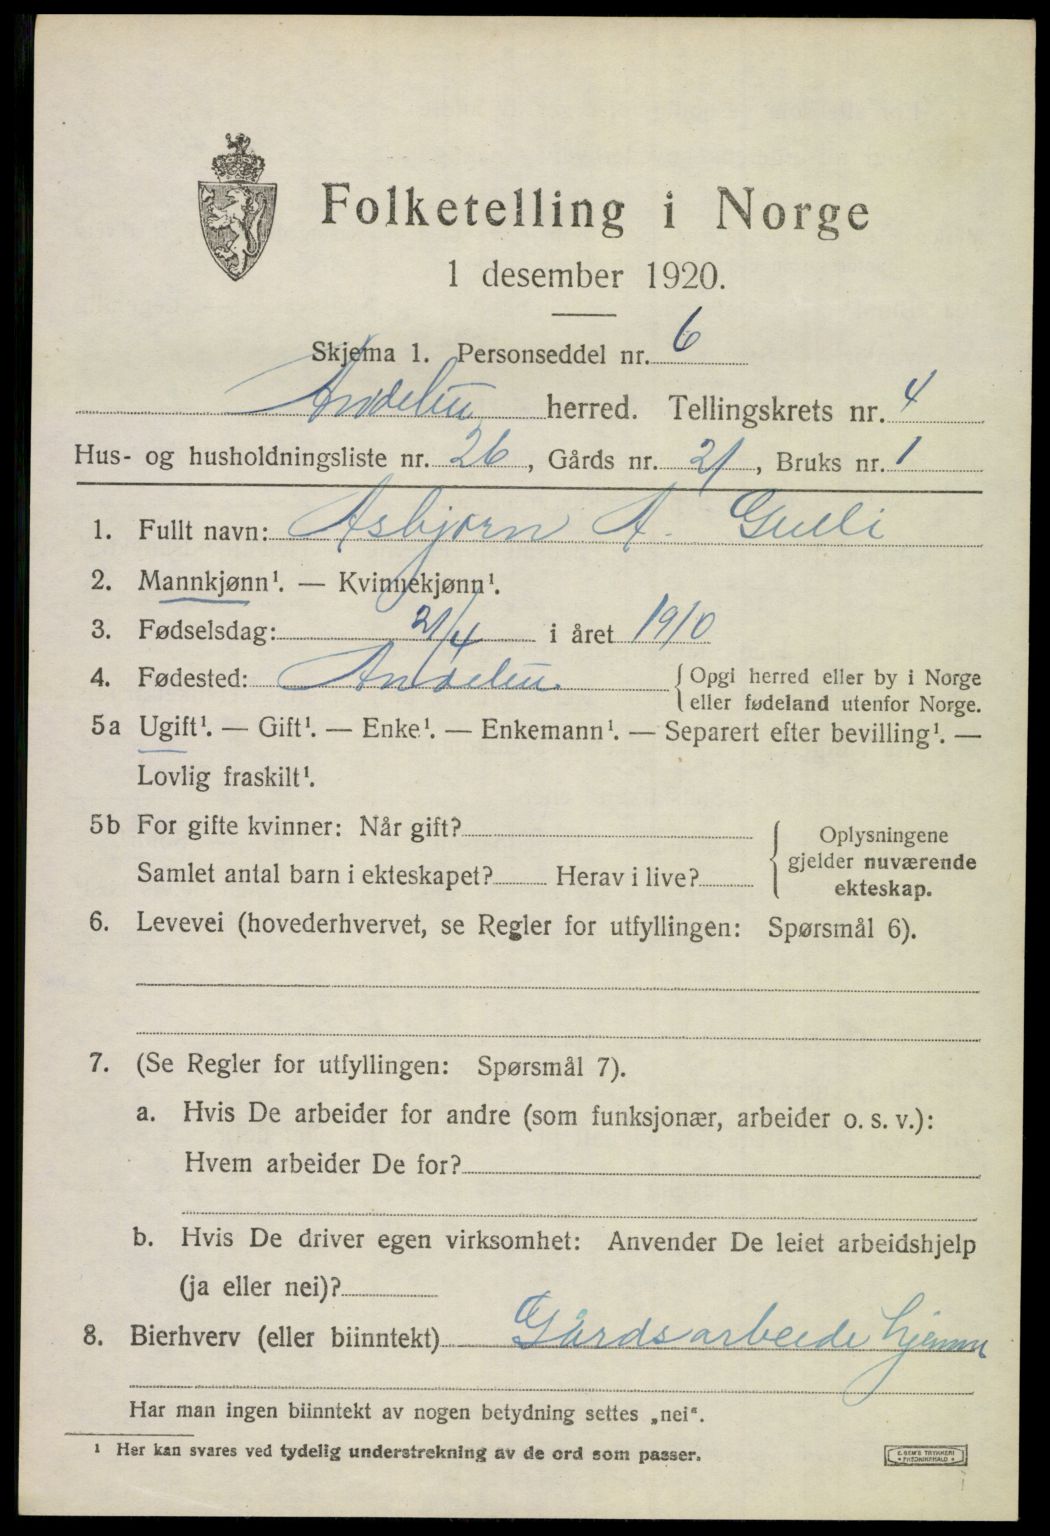 Folketelling i Norge
1 desember 1920.
Skjema 1. Personseddel nr. 6
Andebu herred. Tellingskrets nr. 4
Hus- og husholdningsliste nr. 26, Gårds nr. 21, Bruks nr. 1
1. Fullt navn: Asbjørn A. Gulli
2. Mannkjønn¹. — Kvinnekjønn¹.
3. Fødselsdag: 21/4 i året 1910
4. Fødested: Andebu { Opgi herred eller by i Norge
eller fødeland utenfor Norge.
5a Ugift¹. — Gift¹. — Enke¹. — Enkemann¹. — Separert efter bevilling¹. —
Lovlig fraskilt¹.
5b For gifte kvinner: Når gift?
Samlet antal barn i ekteskapet? Herav i live?
{ Oplysningene
gjelder nuværende
ekteskap.
6. Levevei (hovederhvervet, se Regler for utfyllingen: Spørsmål 6).
7. (Se Regler for utfyllingen: Spørsmål 7).
a. Hvis De arbeider for andre (som funksjonær, arbeider o. s. v.):
Hvem arbeider De for?
b. Hvis De driver egen virksomhet: Anvender De leiet arbeidshjelp
(ja eller nei)?
8. Bierhverv (eller biinntekt) Gårdsarbeide hjemme
Har man ingen biinntekt av nogen betydning settes „nei“.
¹ Her kan svares ved tydelig understrekning av de ord som passer.
E. SEM'S TRYKKERI
• FREDRIKSHALD •